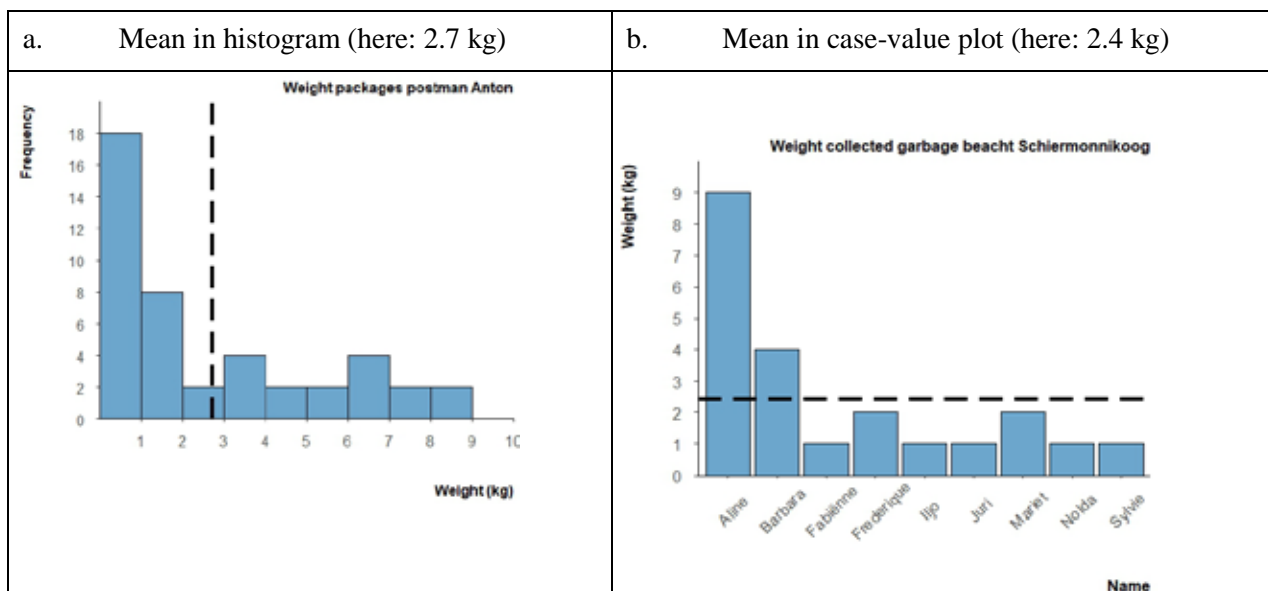 a. Mean in histogram (here: 2.7 kg)
b. Mean in case-value plot (here: 2.4 kg)
Weight packages postman Anton
Frequency
18
16
14
12
10
8
6
4
2
0
1 2 3 4 5 6 7 8 9 10
Weight (kg)
Weight collected garbage beacht Schiermonnikoog
Weight (kg)
9
8
7
6
5
4
3
2
1
0
Aline Barbara Fabiënne Frederique Iljo Juri Mariet Nolda Sylvie
Name